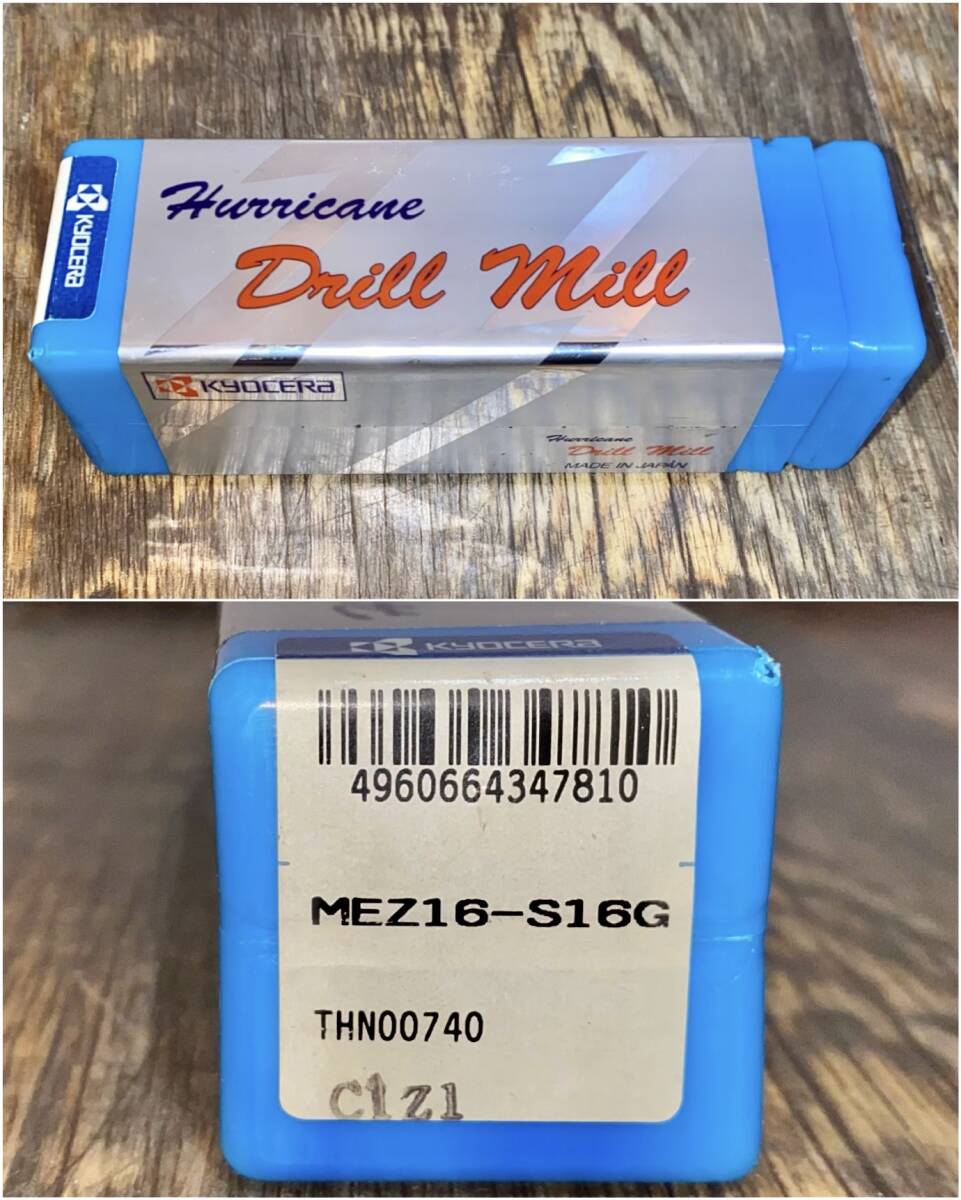 KYOCERA
Hurricane
Drill Mill
KYOCERA
Hurricane
Drill Mill
MADE IN JAPAN
KYOCERA
4960664347810
MEZ16-S16G
THN00740
C1Z1